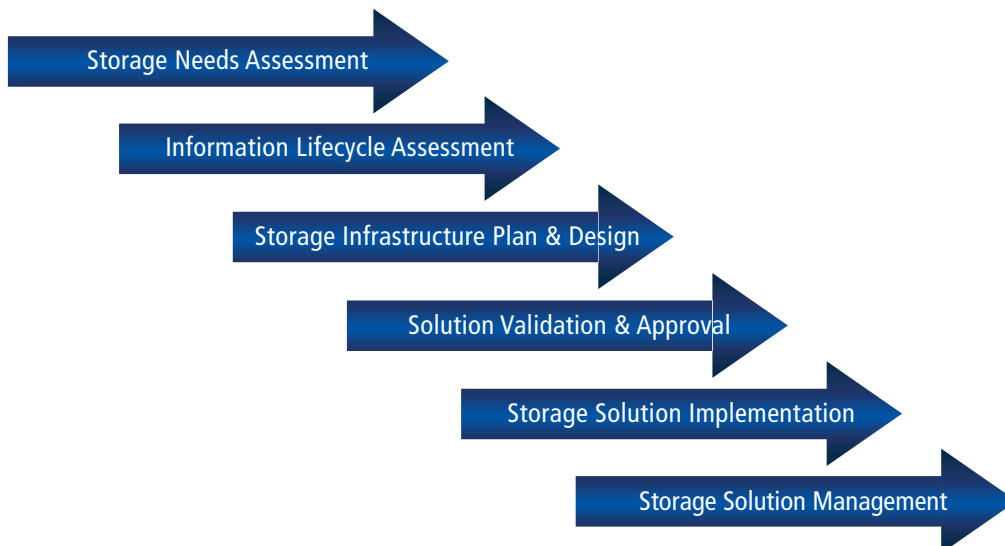 Storage Needs Assessment
Information Lifecycle Assessment
Storage Infrastructure Plan & Design
Solution Validation & Approval
Storage Solution Implementation
Storage Solution Management